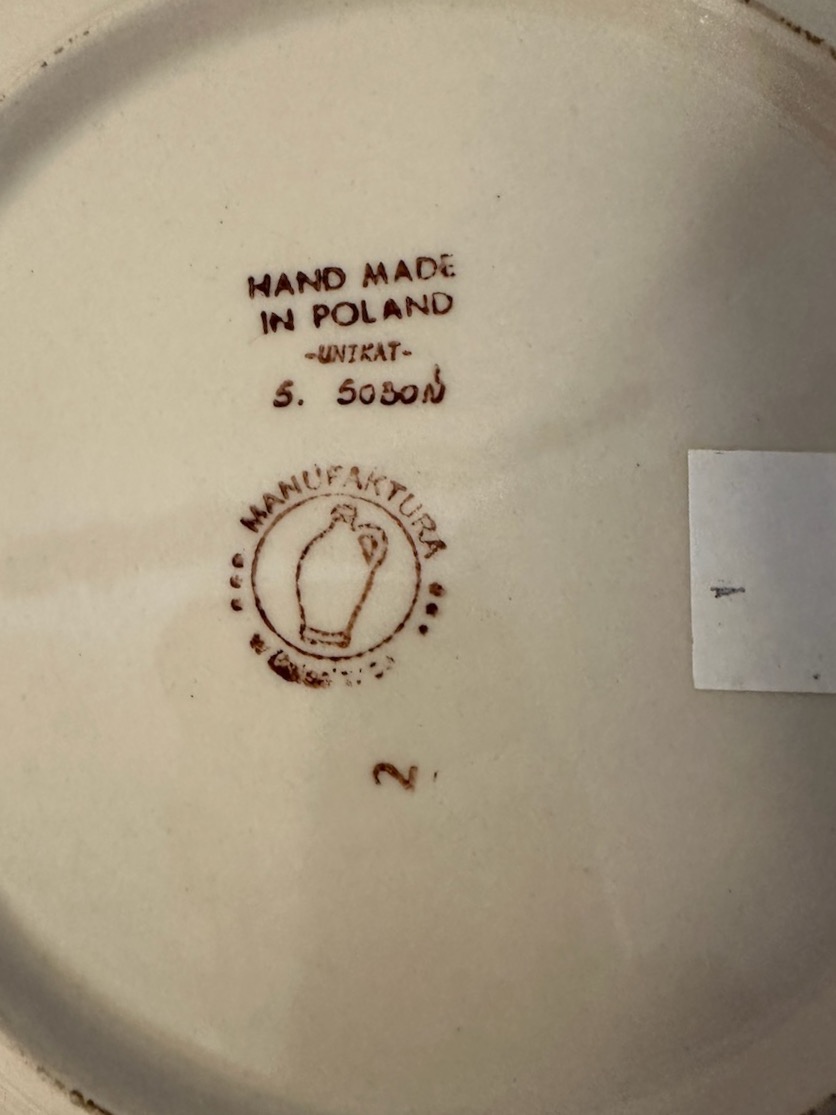 HAND MADE
IN POLAND
-UNIKAT-
S. SOBOŃ
MANUFAKTURA
W
2